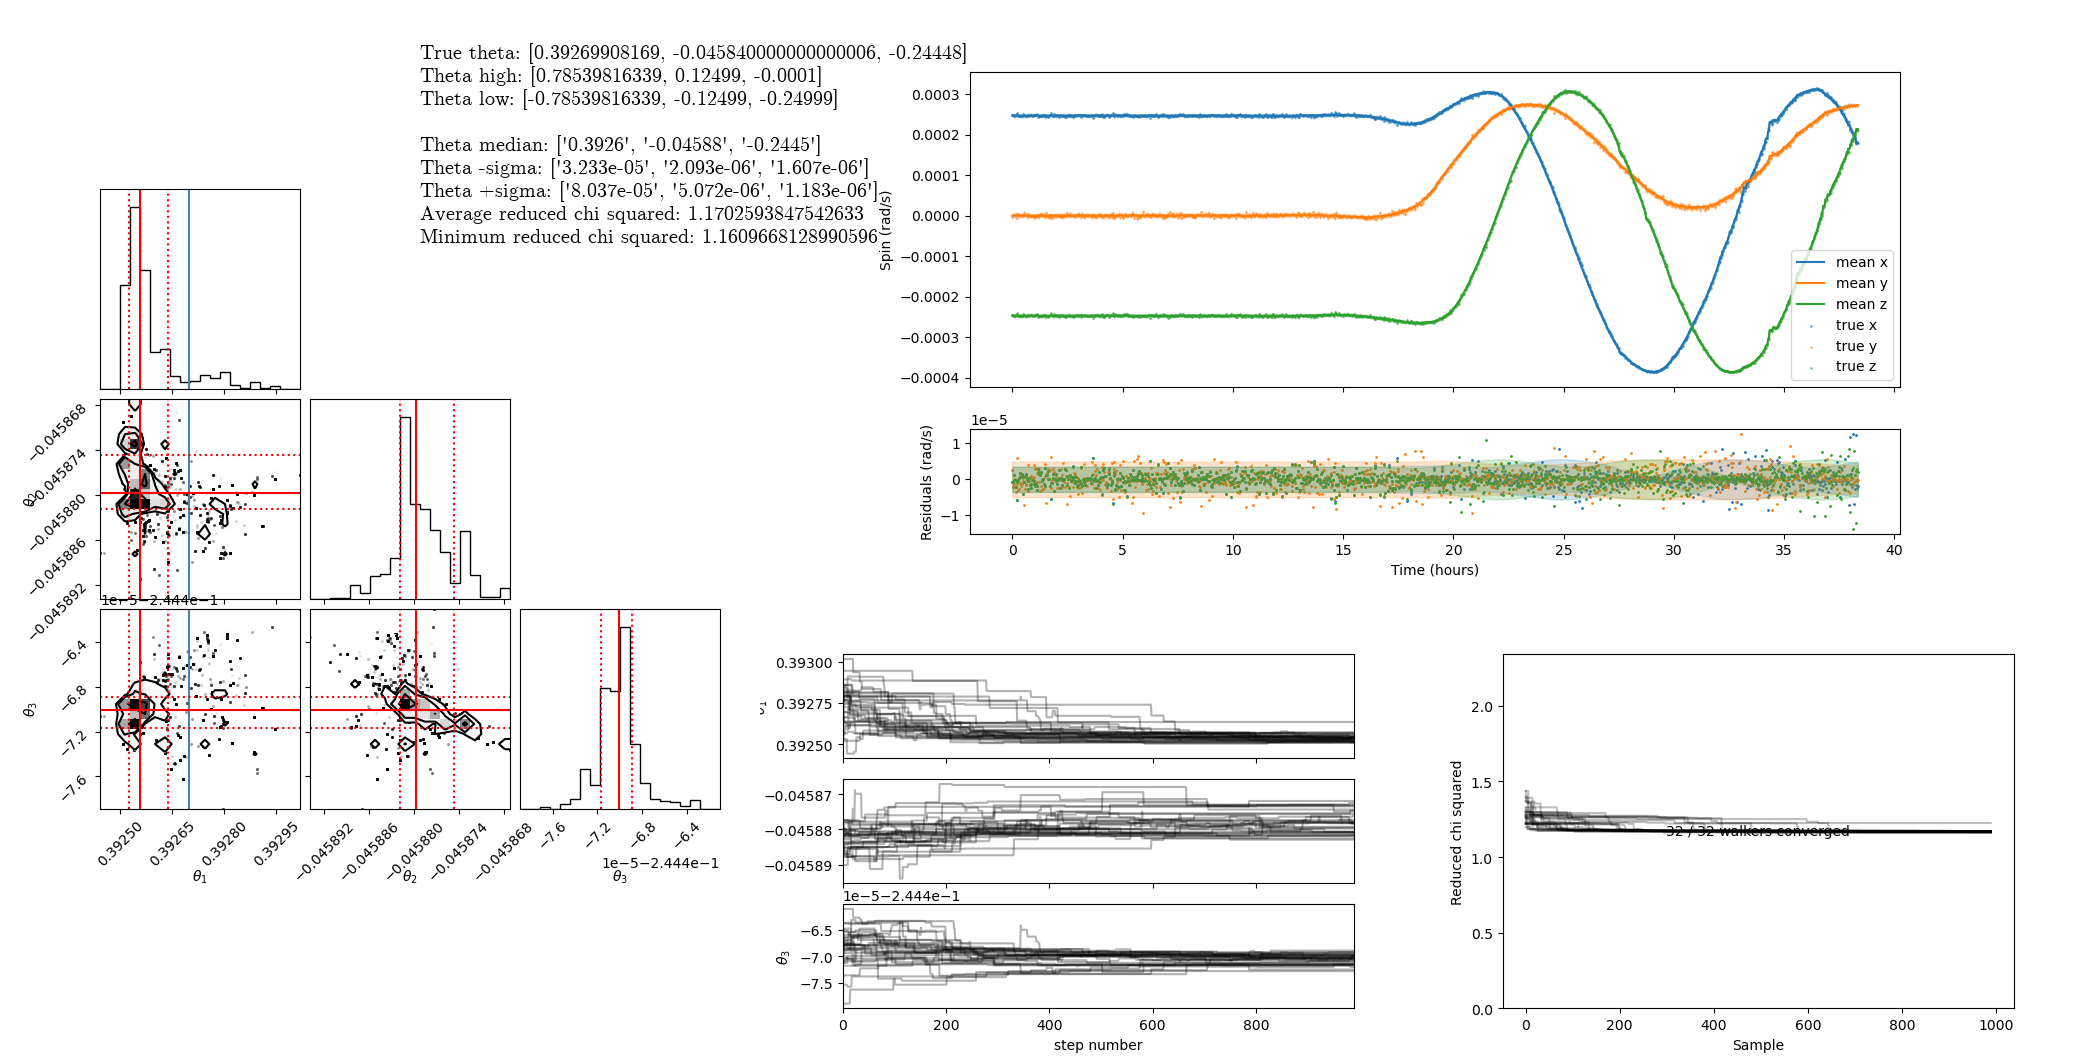 True theta: [0.39269908169, -0.045840000000000006, -0.24448]
Theta high: [0.78539816339, 0.12499, -0.0001]
Theta low: [-0.78539816339, -0.12499, -0.24999]
Theta median: ['0.3926', '-0.04588', '-0.2445']
Theta -sigma: ['3.233e-05', '2.093e-06', '1.607e-06']
Theta +sigma: ['8.037e-05', '5.072e-06', '1.183e-06']
Average reduced chi squared: 1.1702593847542633
Minimum reduced chi squared: 1.1609668128990596
−0.045868
−0.045874
−0.045880
−0.045886
−0.045892
1e−5−2.444e−1
θ3
−6.4
−6.8
−7.2
−7.6
0.39250
0.39265
0.39280
0.39295
θ1
−0.045892
−0.045886
−0.045880
−0.045874
−0.045868
θ2
−7.6
−7.2
−6.8
−6.4
1e−5−2.444e−1
θ3
Spin (rad/s)
0.0003
0.0002
0.0001
0.0000
−0.0001
−0.0002
−0.0003
−0.0004
mean x
mean y
mean z
true x
true y
true z
1e−5
Residuals (rad/s)
1
0
−1
0
5
10
15
20
25
30
35
40
Time (hours)
0.39300
0.39275
0.39250
−0.04587
−0.04588
−0.04589
1e−5−2.444e−1
θ3
−6.5
−7.0
−7.5
0
200
400
600
800
step number
Reduced chi squared
2.0
1.5
1.0
0.5
0.0
32 / 32 walkers converged
0
200
400
600
800
1000
Sample